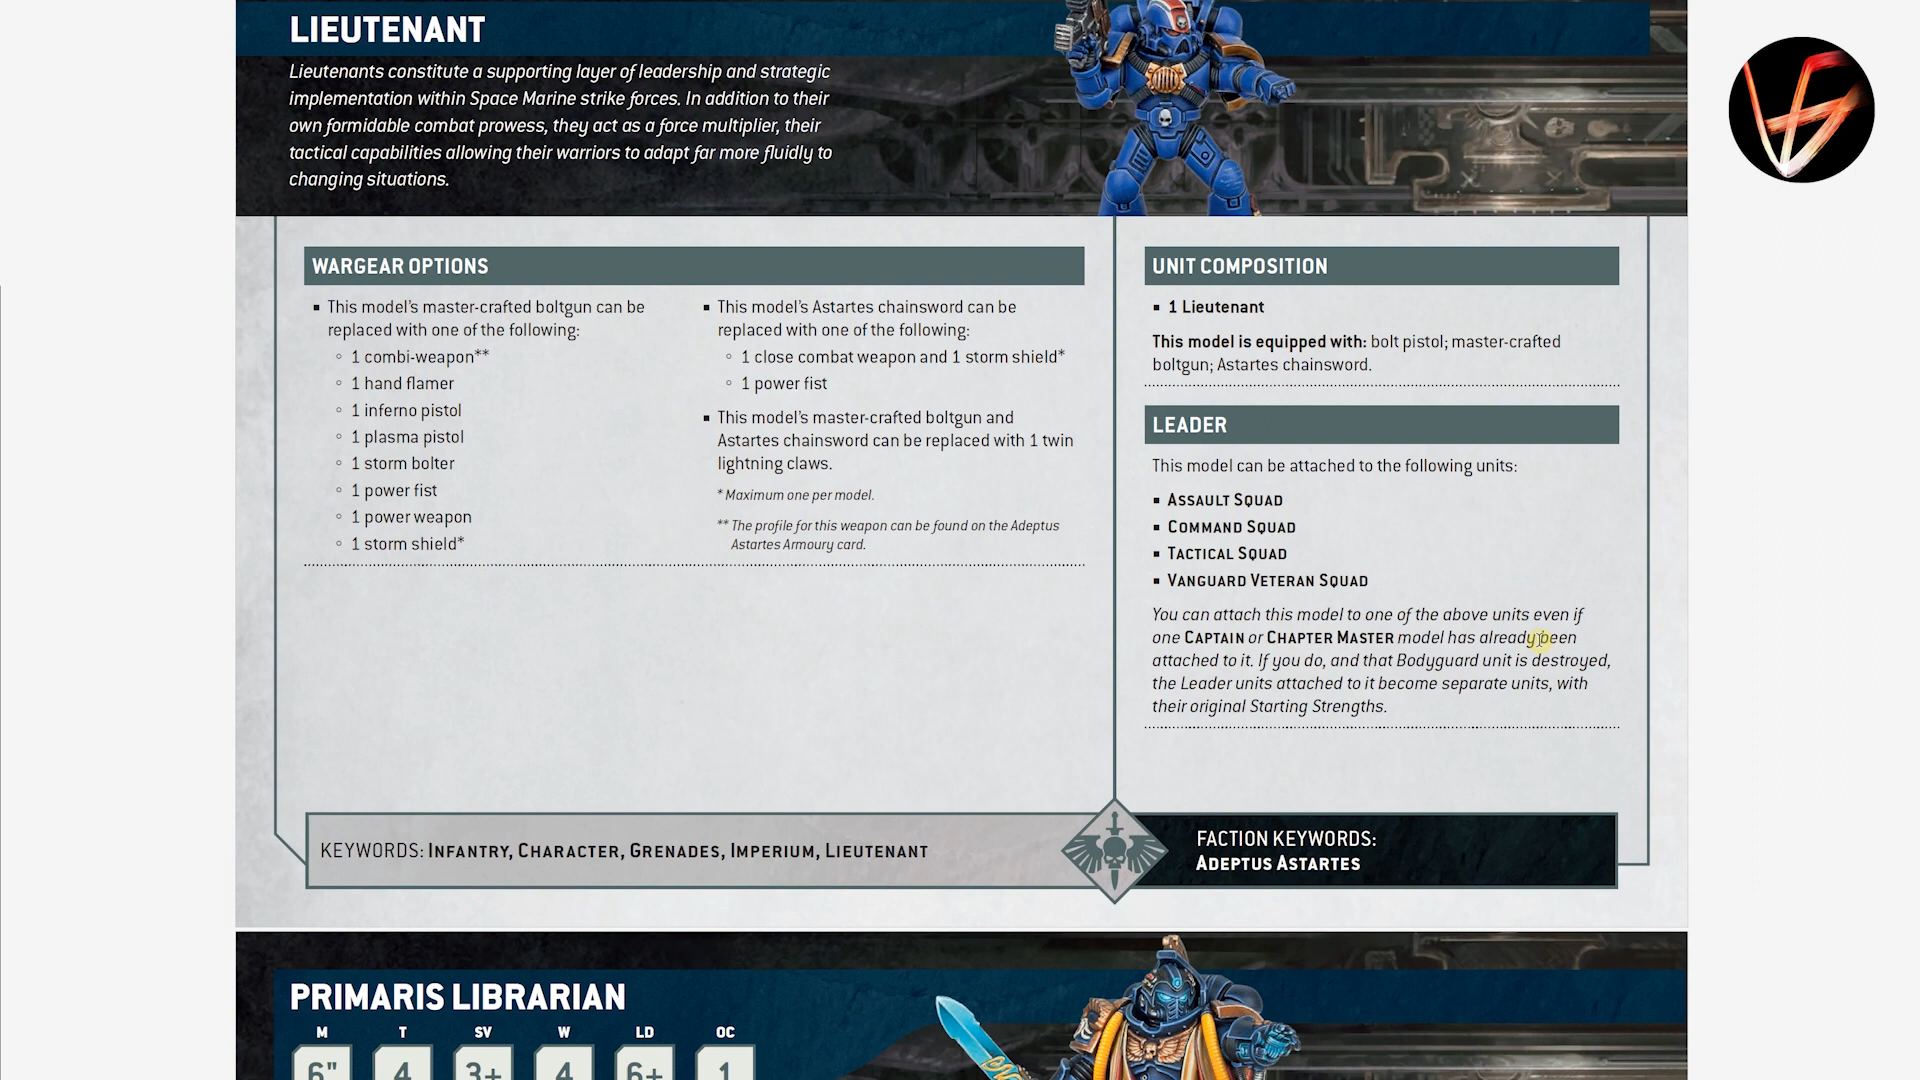 LIEUTENANT
Lieutenants constitute a supporting layer of leadership and strategic
implementation within Space Marine strike forces. In addition to their
own formidable combat prowess, they act as a force multiplier, their
tactical capabilities allowing their warriors to adapt far more fluidly to
changing situations.
WARGEAR OPTIONS
▪ This model’s master-crafted boltgun can be
replaced with one of the following:
◦ 1 combi-weapon**
◦ 1 hand flamer
◦ 1 inferno pistol
◦ 1 plasma pistol
◦ 1 storm bolter
◦ 1 power fist
◦ 1 power weapon
◦ 1 storm shield*
▪ This model’s Astartes chainsword can be
replaced with one of the following:
◦ 1 close combat weapon and 1 storm shield*
◦ 1 power fist
▪ This model’s master-crafted boltgun and
Astartes chainsword can be replaced with 1 twin
lightning claws.
* Maximum one per model.
** The profile for this weapon can be found on the Adeptus
Astartes Armoury card.
UNIT COMPOSITION
▪ 1 Lieutenant
This model is equipped with: bolt pistol; master-crafted
boltgun; Astartes chainsword.
LEADER
This model can be attached to the following units:
▪ ASSAULT SQUAD
▪ COMMAND SQUAD
▪ TACTICAL SQUAD
▪ VANGUARD VETERAN SQUAD
You can attach this model to one of the above units even if
one CAPTAIN or CHAPTER MASTER model has already been
attached to it. If you do, and that Bodyguard unit is destroyed,
the Leader units attached to it become separate units, with
their original Starting Strengths.
KEYWORDS: INFANTRY, CHARACTER, GRENADES, IMPERIUM, LIEUTENANT
FACTION KEYWORDS:
ADEPTUS ASTARTES
PRIMARIS LIBRARIAN
M T SV W LD OC
6" 4 3+ 4 6+ 1